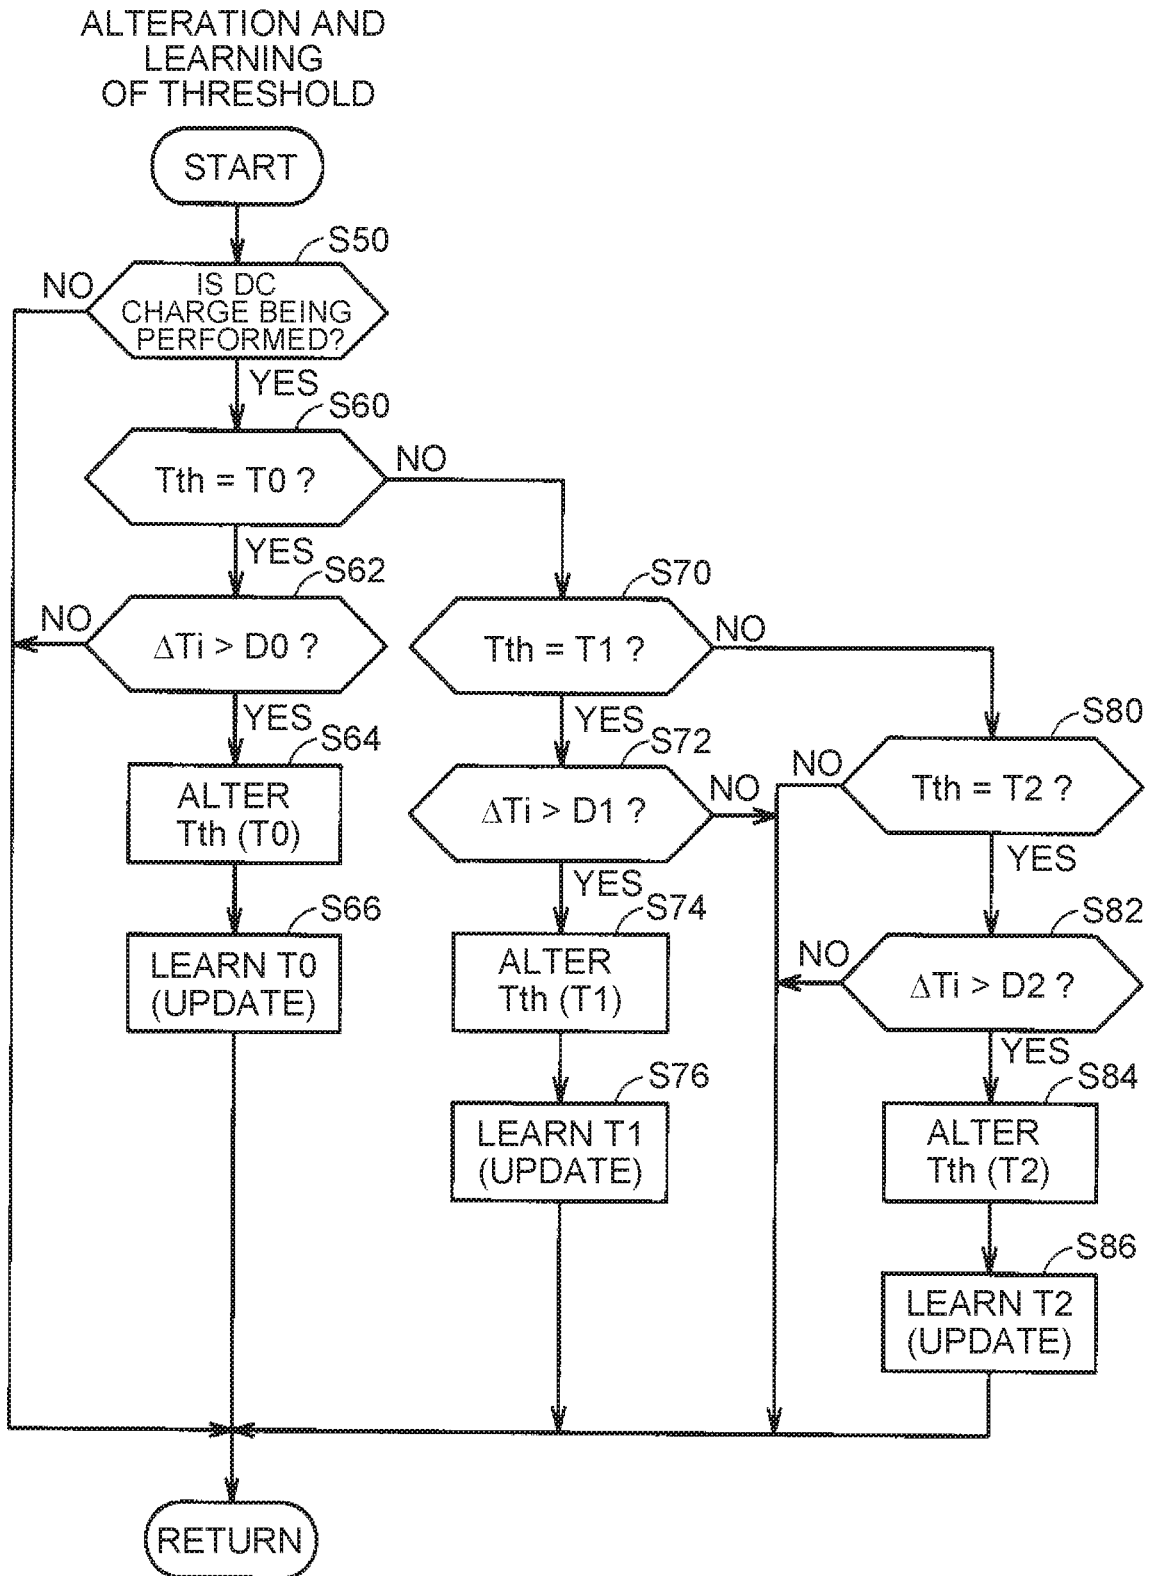 ALTERATION AND
LEARNING
OF THRESHOLD
START
S50
IS DC
CHARGE BEING
PERFORMED?
NO
YES
S60
Tth = T0 ?
NO
YES
S62
ΔTi > D0 ?
NO
YES
S64
ALTER
Tth (T0)
S66
LEARN T0
(UPDATE)
S70
Tth = T1 ?
NO
YES
S72
ΔTi > D1 ?
NO
YES
S74
ALTER
Tth (T1)
S76
LEARN T1
(UPDATE)
S80
Tth = T2 ?
NO
YES
S82
ΔTi > D2 ?
NO
YES
S84
ALTER
Tth (T2)
S86
LEARN T2
(UPDATE)
RETURN